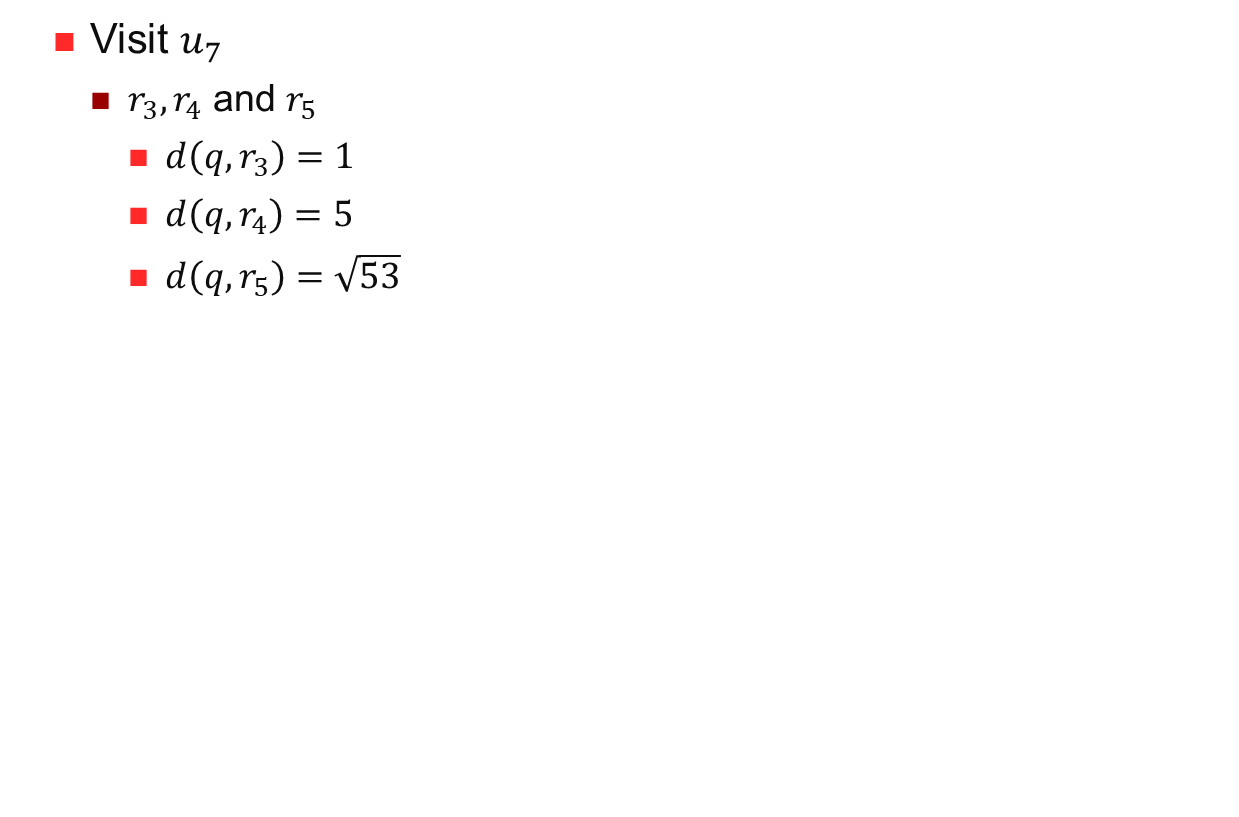 Visit u₇
r₃, r₄ and r₅
d(q, r₃) = 1
d(q, r₄) = 5
d(q, r₅) = √53